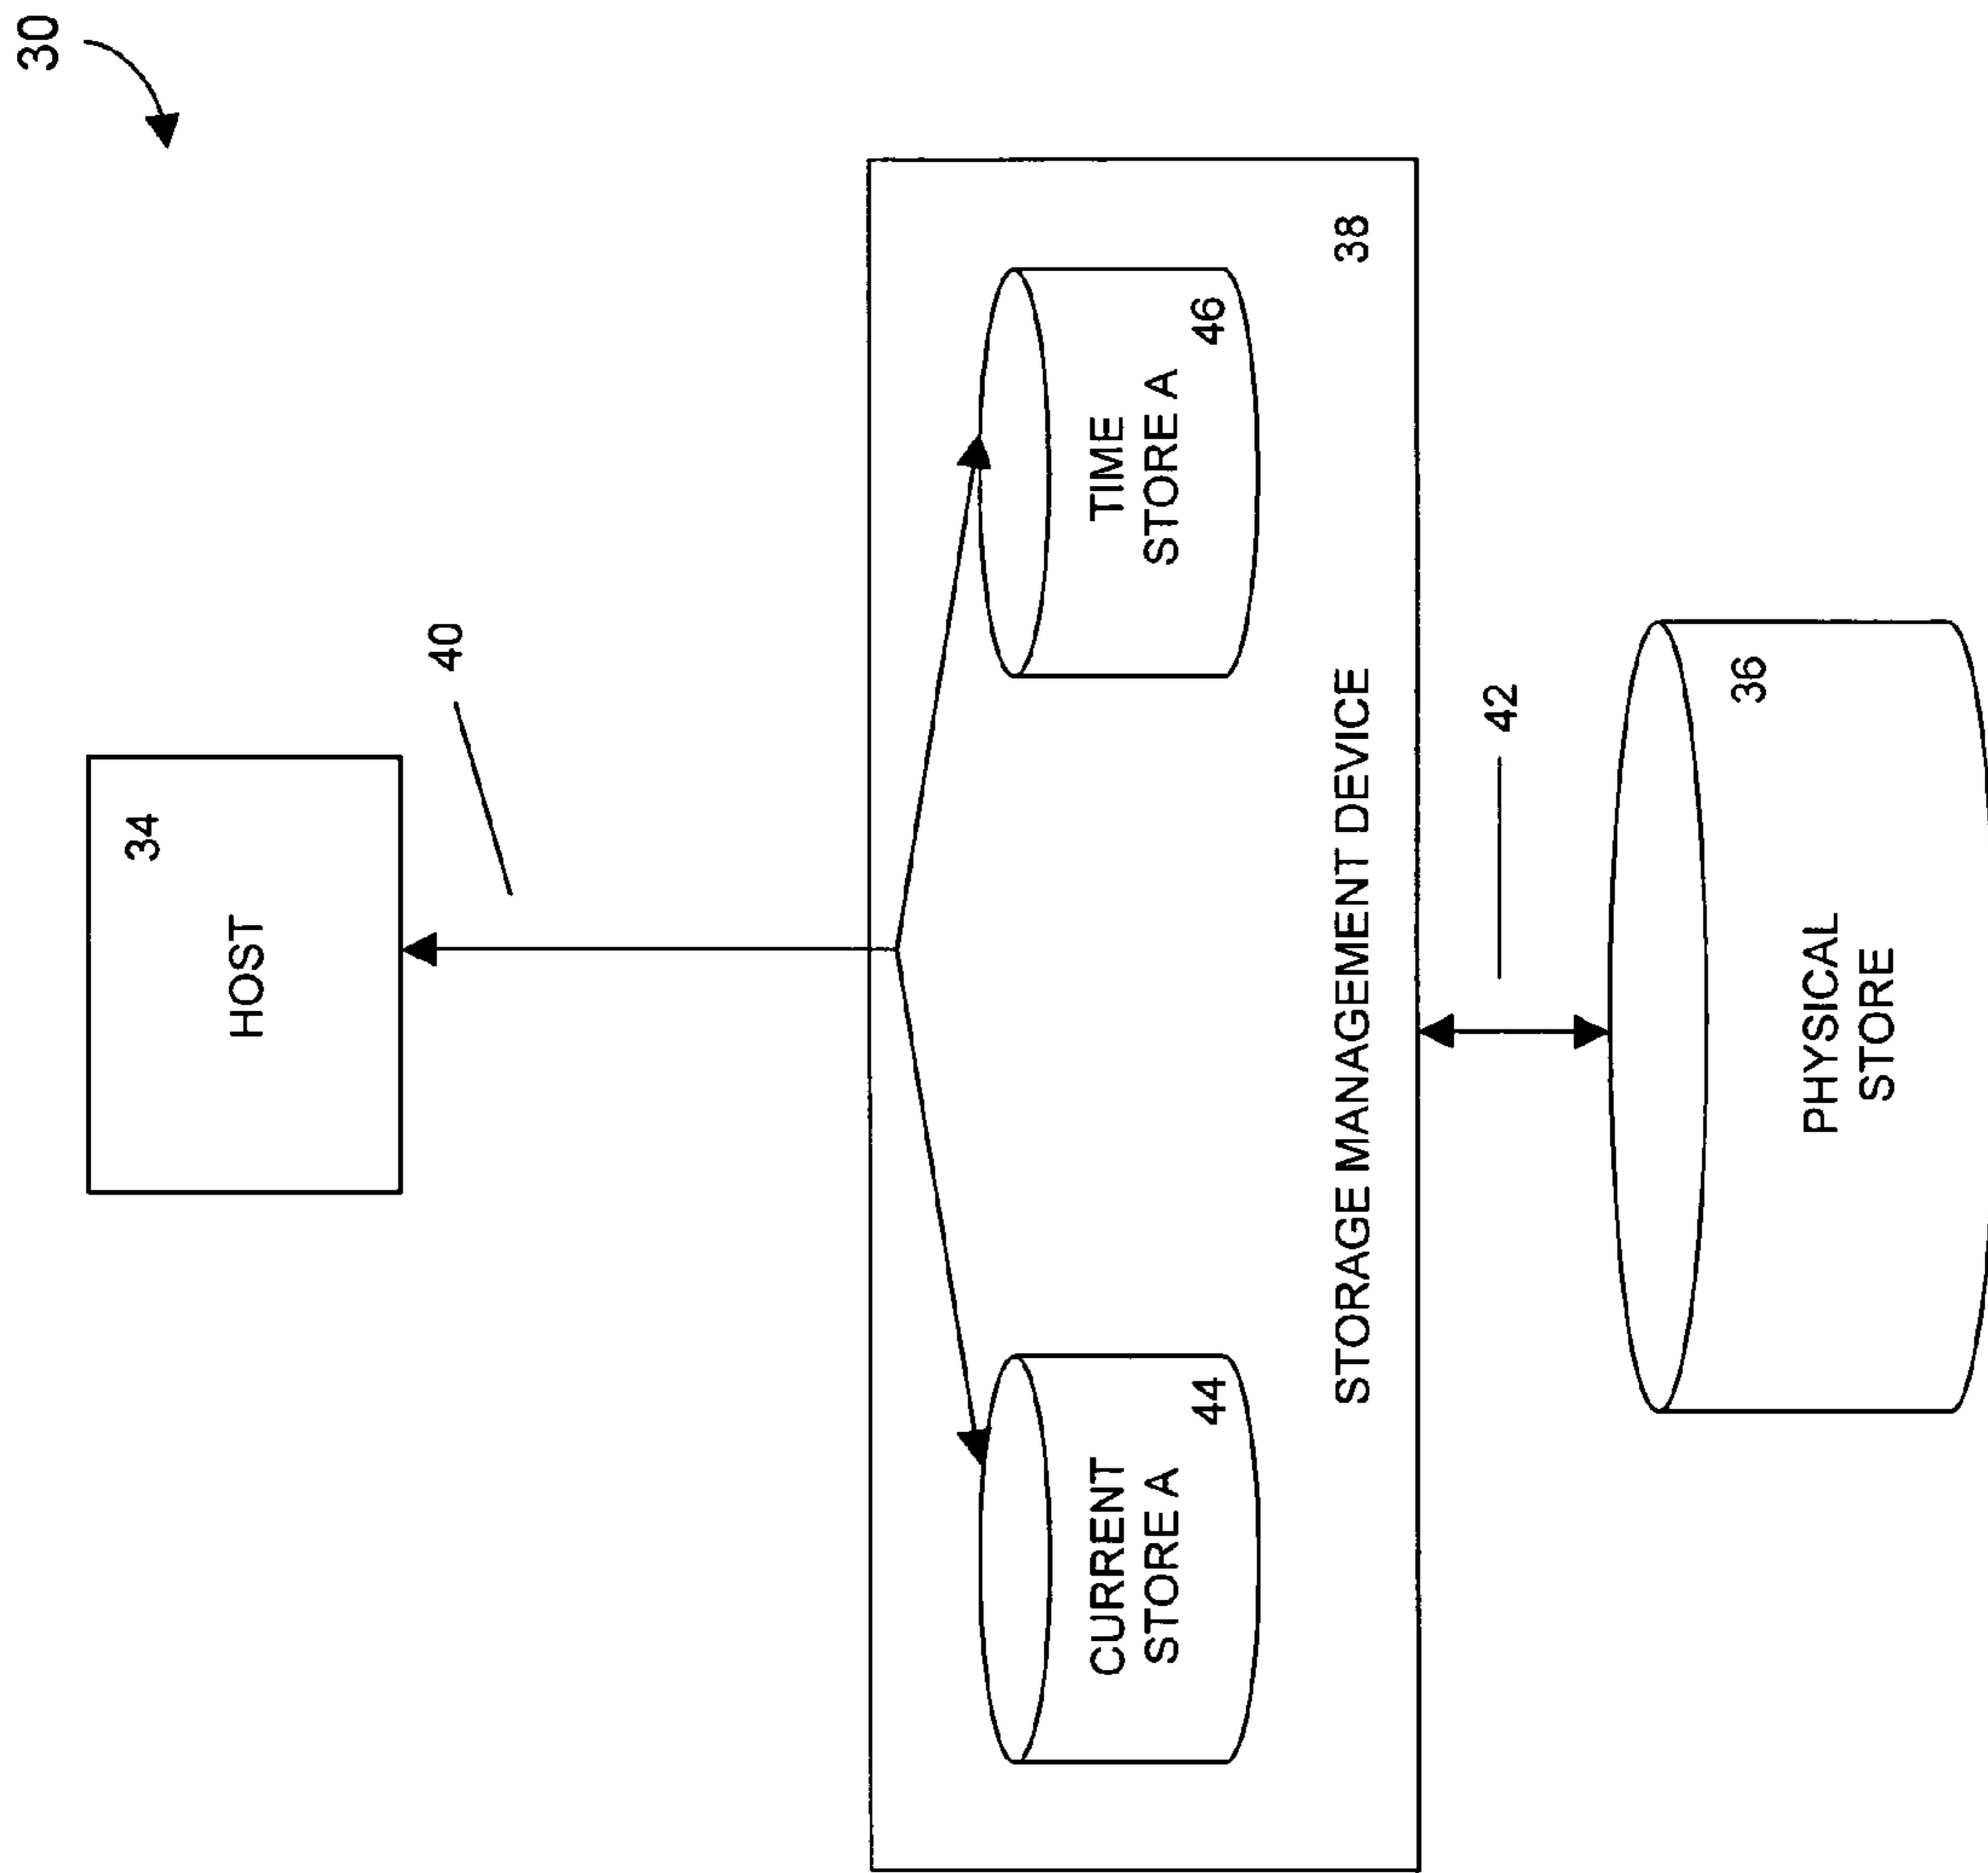 30
34
HOST
40
CURRENT
STORE A
44
TIME
STORE A
46
STORAGE MANAGEMENT DEVICE
38
42
36
PHYSICAL
STORE